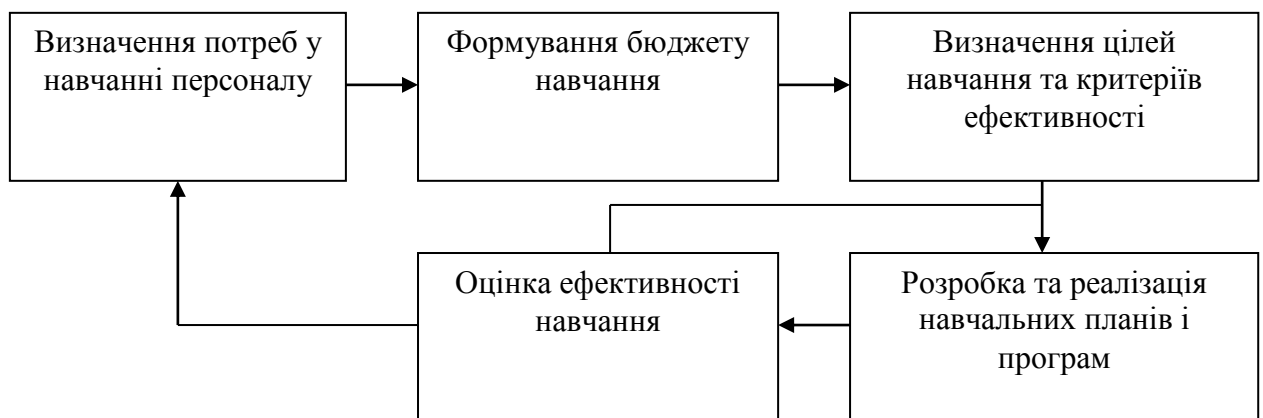 Визначення потреб у
навчанні персоналу
Формування бюджету
навчання
Визначення цілей
навчання та критеріїв
ефективності
Оцінка ефективності
навчання
Розробка та реалізація
навчальних планів і
програм